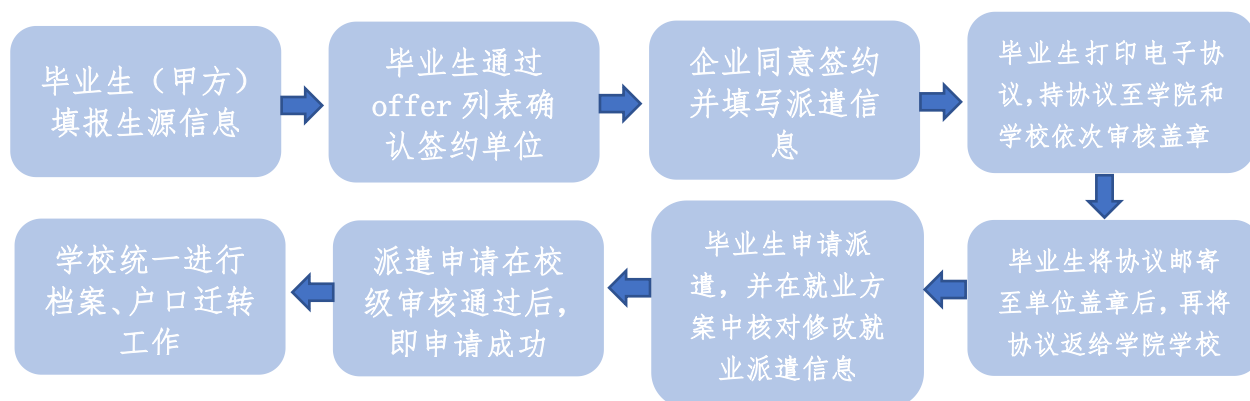 毕业生（甲方）
填报生源信息
毕业生通过
offer 列表确
认签约单位
企业同意签约
并填写派遣信
息
毕业生打印电子协
议,持协议至学院和
学校依次审核盖章
毕业生将协议邮寄
至单位盖章后,再将
协议返给学院学校
毕业生申请派
遣，并在就业方
案中核对修改就
业派遣信息
派遣申请在校
级审核通过后，
即申请成功
学校统一进行
档案、户口迁转
工作